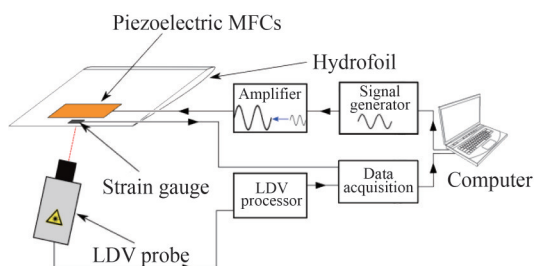 Piezoelectric MFCs
Hydrofoil
Amplifier
Signal
generator
Strain gauge
LDV
processor
Data
acquisition
Computer
LDV probe